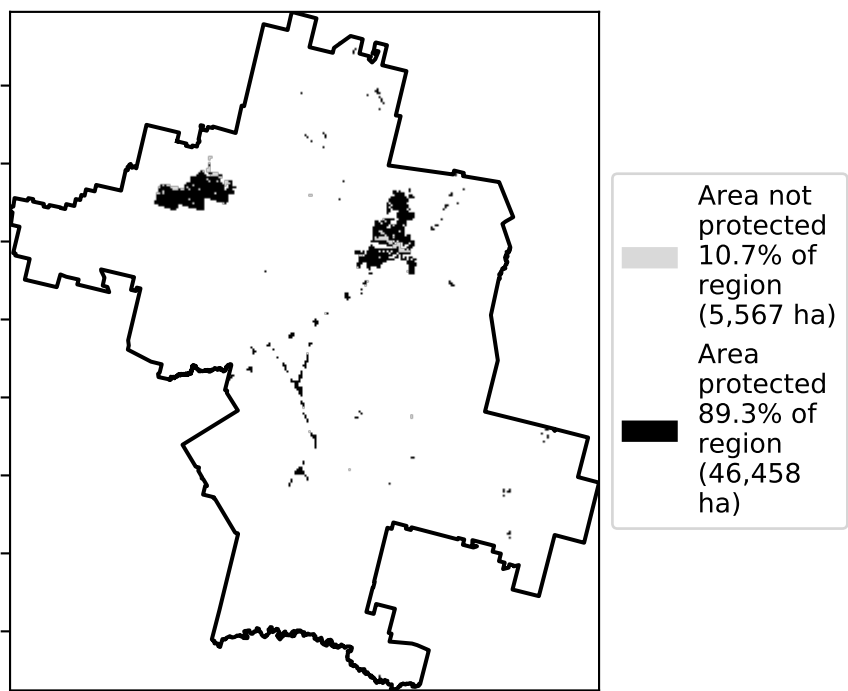 Area not
protected
10.7% of
region
(5,567 ha)
Area
protected
89.3% of
region
(46,458
ha)